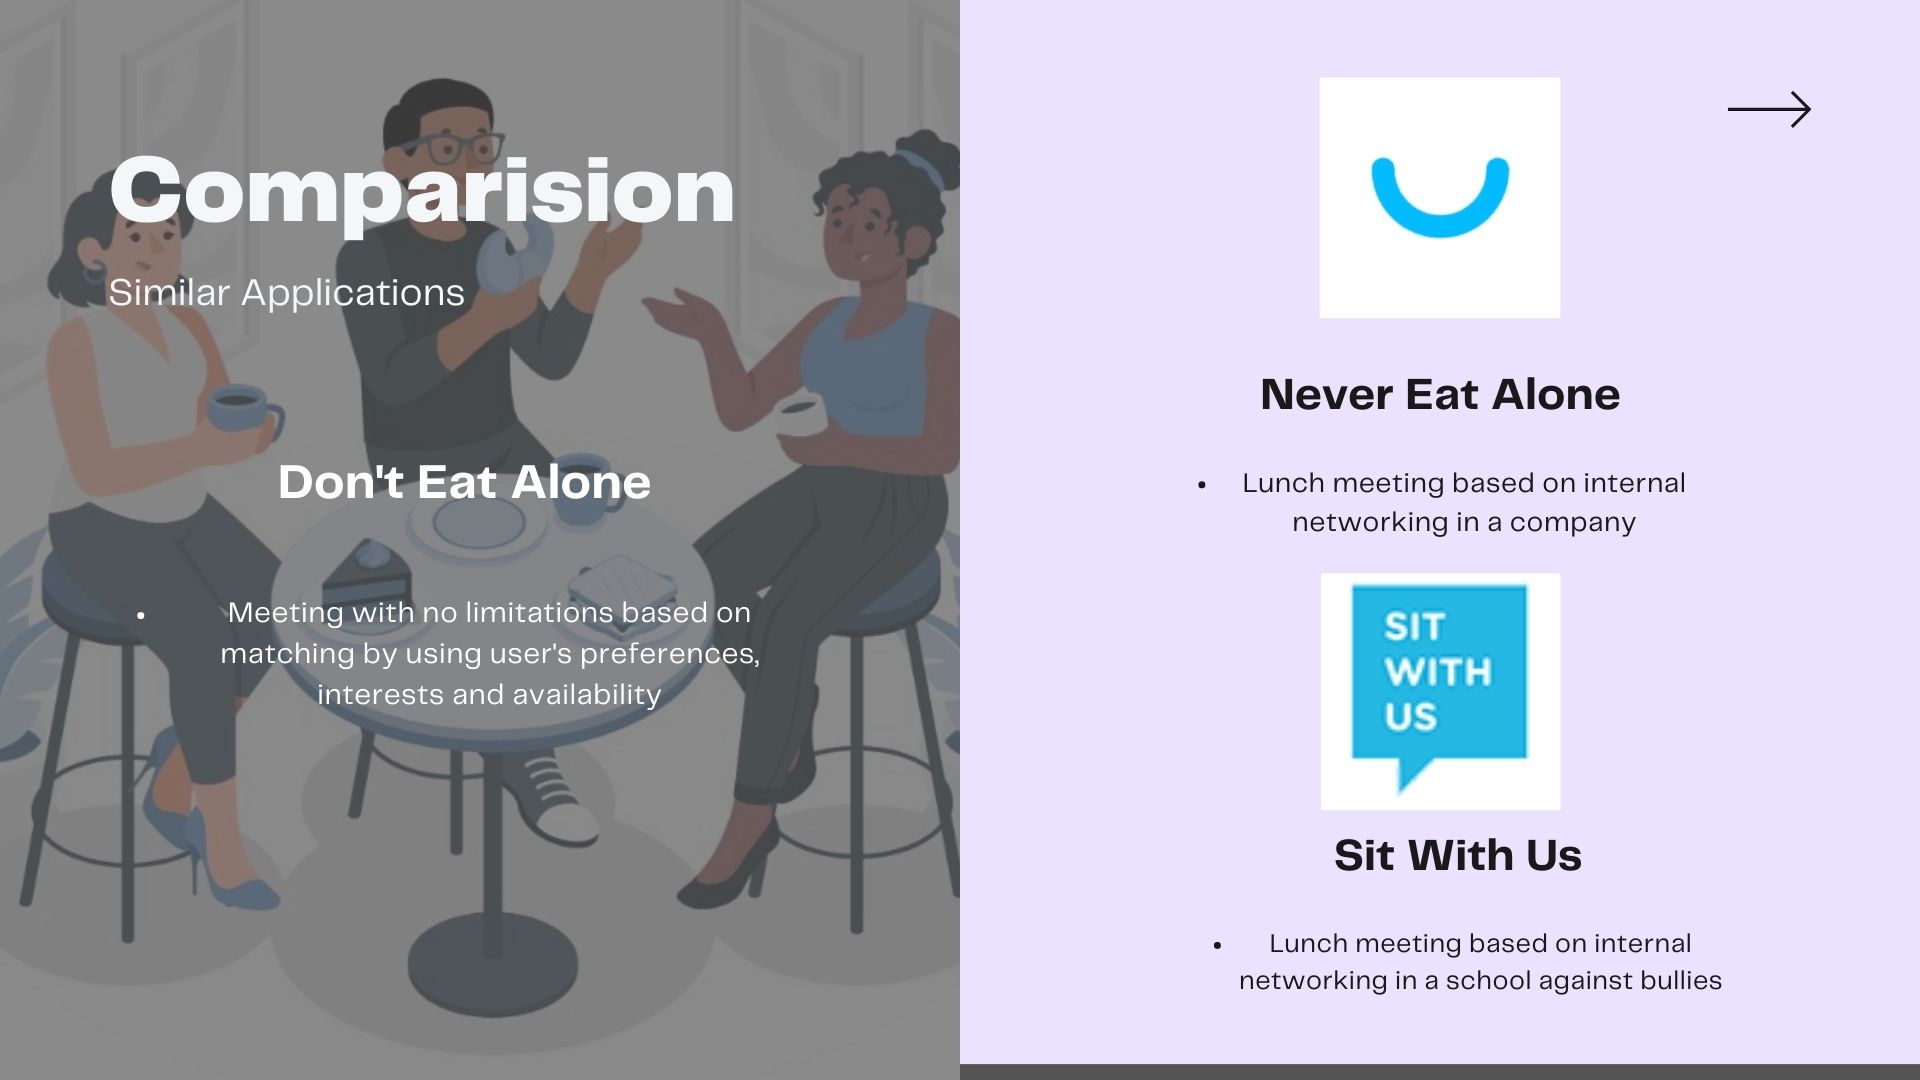 Comparision
Similar Applications
Don't Eat Alone
• Meeting with no limitations based on
matching by using user's preferences,
interests and availability
Never Eat Alone
• Lunch meeting based on internal
networking in a company
SIT
WITH
US
Sit With Us
• Lunch meeting based on internal
networking in a school against bullies